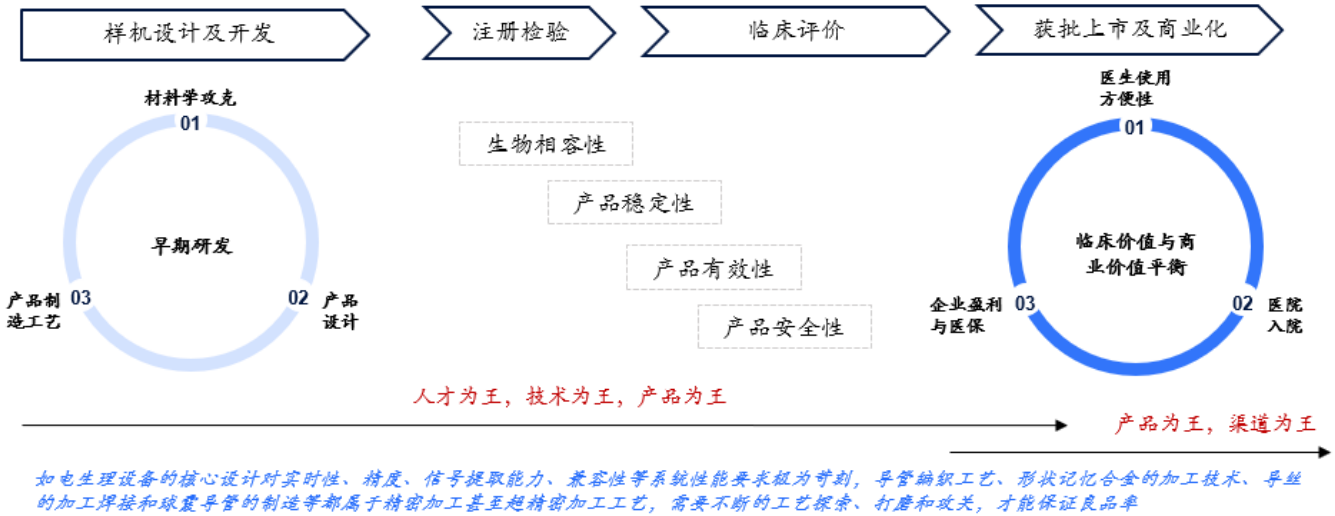 样机设计及开发
注册检验
临床评价
获批上市及商业化
材料学攻克
01
早期研发
产品制
造工艺
03
02
产品
设计
生物相容性
产品稳定性
产品有效性
产品安全性
医生使用
方便性
01
临床价值与商
业价值平衡
企业盈利
与医保
03
02
医院
入院
人才为王，技术为王，产品为王
产品为王，渠道为王
如电生理设备的核心设计对实时性、精度、信号提取能力、兼容性等系统性能要求极为苛刻，导管编织工艺、形状记忆合金的加工技术、导丝
的加工焊接和球震导管的制造等都属于精密加工甚至超精密加工工艺，需要不断的工艺探索、打磨和攻关，才能保证良品率